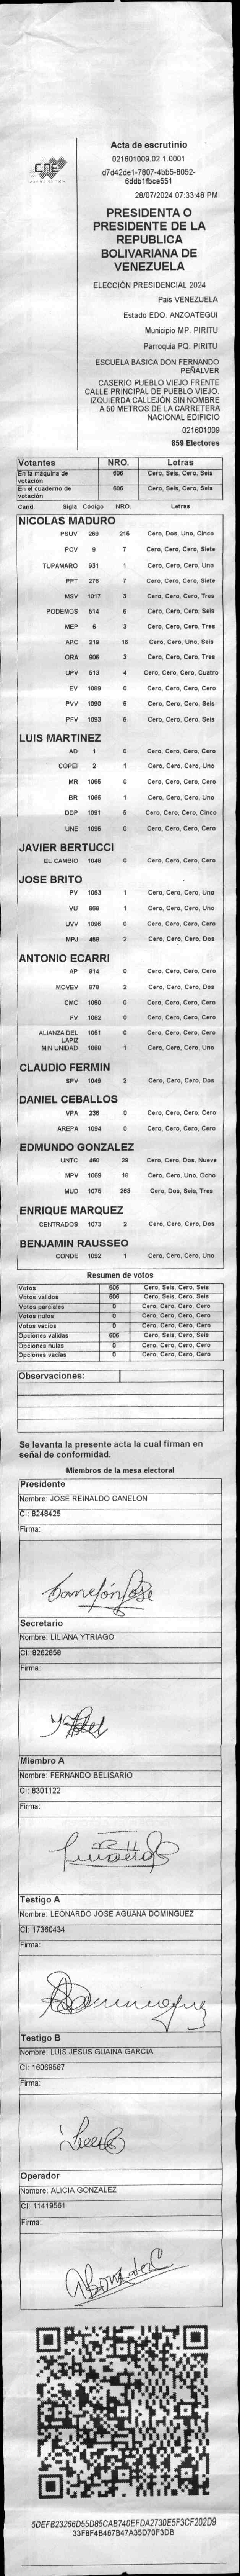 CNE
Acta de escrutinio
021601009.02.1.0001
d7d42de1-7807-4bb5-8052-
6ddb1fbce551
28/07/2024 07:33:48 PM
PRESIDENTA O
PRESIDENTE DE LA
REPUBLICA
BOLIVARIANA DE
VENEZUELA
ELECCIÓN PRESIDENCIAL 2024
Pais VENEZUELA
Estado EDO. ANZOATEGUI
Municipio MP. PIRITU
Parroquia PQ. PIRITU
ESCUELA BASICA DON FERNANDO
PEÑALVER
CASERIO PUEBLO VIEJO FRENTE
CALLE PRINCIPAL DE PUEBLO VIEJO.
IZQUIERDA CALLEJÓN SIN NOMBRE
A 50 METROS DE LA CARRETERA
NACIONAL EDIFICIO
021601009
859 Electores
Votantes NRO. Letras
En la máquina de votación 606 Cero, Seis, Cero, Seis
En el cuaderno de votación 606 Cero, Seis, Cero, Seis
Cand. Sigla Código NRO. Letras
NICOLAS MADURO
PSUV 269 215 Cero, Dos, Uno, Cinco
PCV 9 7 Cero, Cero, Cero, Siete
TUPAMARO 931 1 Cero, Cero, Cero, Uno
PPT 276 7 Cero, Cero, Cero, Siete
MSV 1017 3 Cero, Cero, Cero, Tres
PODEMOS 514 6 Cero, Cero, Cero, Seis
MEP 6 3 Cero, Cero, Cero, Tres
APC 219 16 Cero, Cero, Uno, Seis
ORA 906 3 Cero, Cero, Cero, Tres
UPV 513 4 Cero, Cero, Cero, Cuatro
EV 1089 0 Cero, Cero, Cero, Cero
PVV 1090 6 Cero, Cero, Cero, Seis
PFV 1093 6 Cero, Cero, Cero, Seis
LUIS MARTINEZ
AD 1 0 Cero, Cero, Cero, Cero
COPEI 2 1 Cero, Cero, Cero, Uno
MR 1065 0 Cero, Cero, Cero, Cero
BR 1066 1 Cero, Cero, Cero, Uno
DDP 1091 5 Cero, Cero, Cero, Cinco
UNE 1095 0 Cero, Cero, Cero, Cero
JAVIER BERTUCCI
EL CAMBIO 1048 0 Cero, Cero, Cero, Cero
JOSE BRITO
PV 1053 1 Cero, Cero, Cero, Uno
VU 969 1 Cero, Cero, Cero, Uno
UVV 1096 0 Cero, Cero, Cero, Cero
MPJ 459 2 Cero, Cero, Cero, Dos
ANTONIO ECARRI
AP 914 0 Cero, Cero, Cero, Cero
MOVEV 878 2 Cero, Cero, Cero, Dos
CMC 1050 0 Cero, Cero, Cero, Cero
FV 1062 0 Cero, Cero, Cero, Cero
ALIANZA DEL LAPIZ 1051 0 Cero, Cero, Cero, Cero
MIN UNIDAD 1068 1 Cero, Cero, Cero, Uno
CLAUDIO FERMIN
SPV 1049 2 Cero, Cero, Cero, Dos
DANIEL CEBALLOS
VPA 236 0 Cero, Cero, Cero, Cero
AREPA 1094 0 Cero, Cero, Cero, Cero
EDMUNDO GONZALEZ
UNTC 460 29 Cero, Cero, Dos, Nueve
MPV 1069 18 Cero, Cero, Uno, Ocho
MUD 1075 263 Cero, Dos, Seis, Tres
ENRIQUE MARQUEZ
CENTRADOS 1073 2 Cero, Cero, Cero, Dos
BENJAMIN RAUSSEO
CONDE 1092 1 Cero, Cero, Cero, Uno
Resumen de votos
Votos 606 Cero, Seis, Cero, Seis
Votos validos 606 Cero, Seis, Cero, Seis
Votos parciales 0 Cero, Cero, Cero, Cero
Votos nulos 0 Cero, Cero, Cero, Cero
Votos vacios 0 Cero, Cero, Cero, Cero
Opciones validas 606 Cero, Seis, Cero, Seis
Opciones nulas 0 Cero, Cero, Cero, Cero
Opciones vacias 0 Cero, Cero, Cero, Cero
Observaciones:
Se levanta la presente acta la cual firman en
señal de conformidad.
Miembros de la mesa electoral
Presidente
Nombre: JOSE REINALDO CANELON
CI: 8248425
Firma:
Canelón Jose
Secretario
Nombre: LILIANA YTRIAGO
CI: 8262858
Firma:
Miembro A
Nombre: FERNANDO BELISARIO
CI: 8301122
Firma:
Testigo A
Nombre: LEONARDO JOSE AGUANA DOMINGUEZ
CI: 17360434
Firma:
Testigo B
Nombre: LUIS JESUS GUAINA GARCIA
CI: 16069567
Firma:
Operador
Nombre: ALICIA GONZALEZ
CI: 11419561
Firma:
5DEFB23266D55D85CAB740EFDA2730E5F3CF202D9
33F8F4B467B47A35D70F3DB